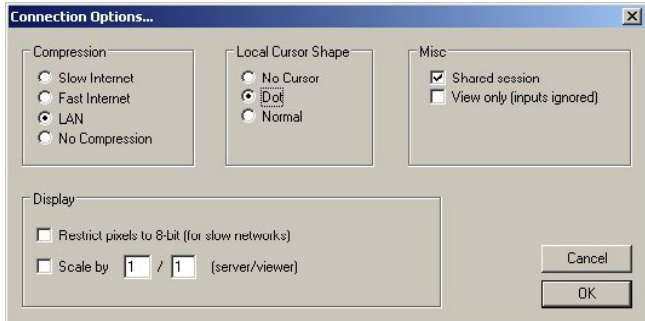 Connection Options...
Compression
Slow Internet
Fast Internet
LAN
No Compression
Local Cursor Shape
No Cursor
Dot
Normal
Misc
Shared session
View only (inputs ignored)
Display
Restrict pixels to 8-bit (for slow networks)
Scale by 1 / 1 (server/viewer)
Cancel
OK